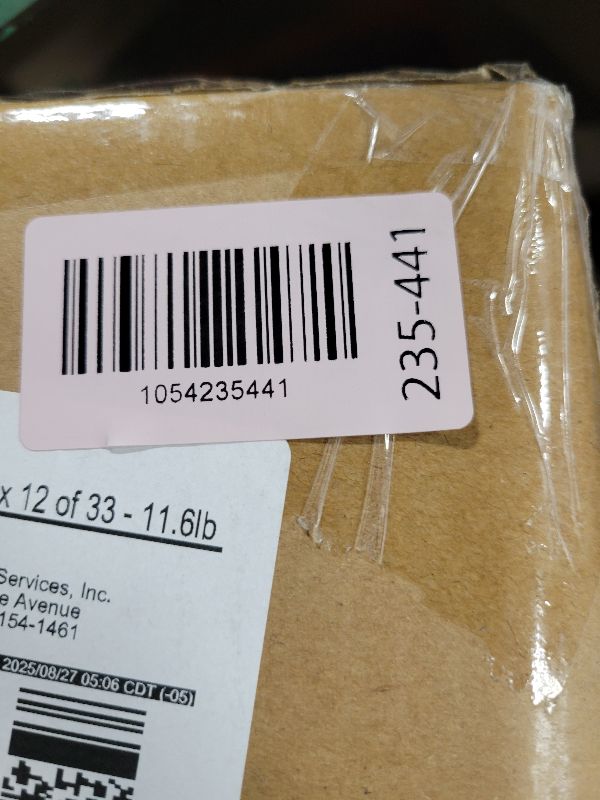 1054235441
235-441
x 12 of 33 - 11.6lb
Services, Inc.
e Avenue
154-1461
2025/08/27 05:06 CDT (-05)